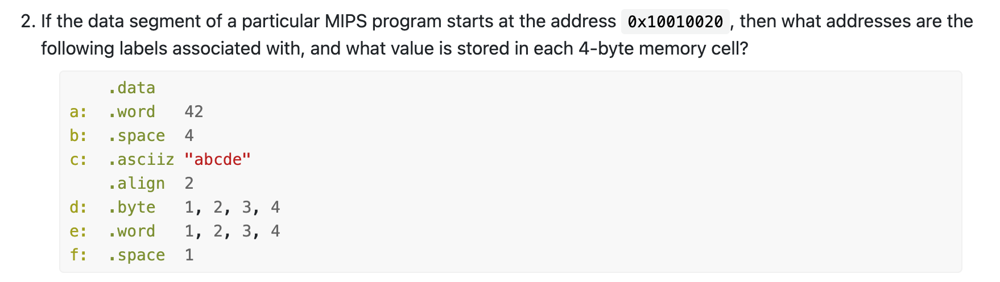 2. If the data segment of a particular MIPS program starts at the address 0x10010020 , then what addresses are the
following labels associated with, and what value is stored in each 4-byte memory cell?
.data
a: .word 42
b: .space 4
c: .asciiz "abcde"
.align 2
d: .byte 1, 2, 3, 4
e: .word 1, 2, 3, 4
f: .space 1